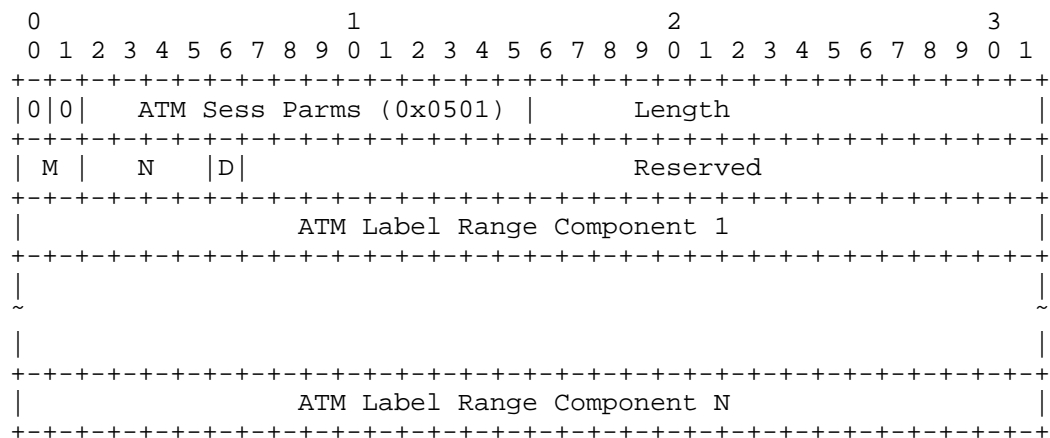 0                   1                   2                   3
 0 1 2 3 4 5 6 7 8 9 0 1 2 3 4 5 6 7 8 9 0 1 2 3 4 5 6 7 8 9 0 1
+-+-+-+-+-+-+-+-+-+-+-+-+-+-+-+-+-+-+-+-+-+-+-+-+-+-+-+-+-+-+-+-+
|0|0|   ATM Sess Parms (0x0501) |      Length                   |
+-+-+-+-+-+-+-+-+-+-+-+-+-+-+-+-+-+-+-+-+-+-+-+-+-+-+-+-+-+-+-+-+
| M |   N   |D|                        Reserved                 |
+-+-+-+-+-+-+-+-+-+-+-+-+-+-+-+-+-+-+-+-+-+-+-+-+-+-+-+-+-+-+-+-+
|                 ATM Label Range Component 1                   |
+-+-+-+-+-+-+-+-+-+-+-+-+-+-+-+-+-+-+-+-+-+-+-+-+-+-+-+-+-+-+-+-+
|                                                               |
~                                                               ~
|                                                               |
+-+-+-+-+-+-+-+-+-+-+-+-+-+-+-+-+-+-+-+-+-+-+-+-+-+-+-+-+-+-+-+-+
|                 ATM Label Range Component N                   |
+-+-+-+-+-+-+-+-+-+-+-+-+-+-+-+-+-+-+-+-+-+-+-+-+-+-+-+-+-+-+-+-+